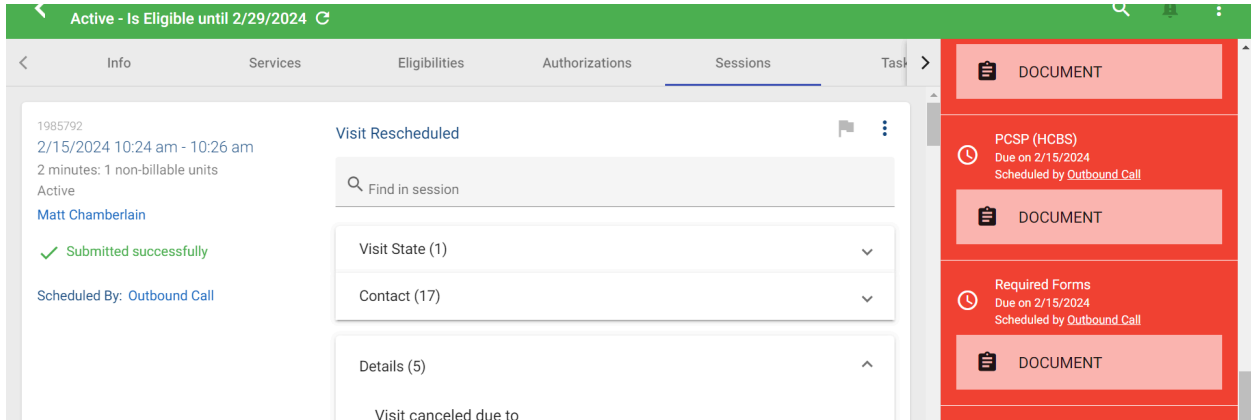 Active - Is Eligible until 2/29/2024
Info
Services
Eligibilities
Authorizations
Sessions
Task
1985792
2/15/2024 10:24 am - 10:26 am
2 minutes: 1 non-billable units
Active
Matt Chamberlain
Submitted successfully
Scheduled By: Outbound Call
Visit Rescheduled
Find in session
Visit State (1)
Contact (17)
Details (5)
Visit canceled due to
DOCUMENT
PCSP (HCBS)
Due on 2/15/2024
Scheduled by Outbound Call
DOCUMENT
Required Forms
Due on 2/15/2024
Scheduled by Outbound Call
DOCUMENT